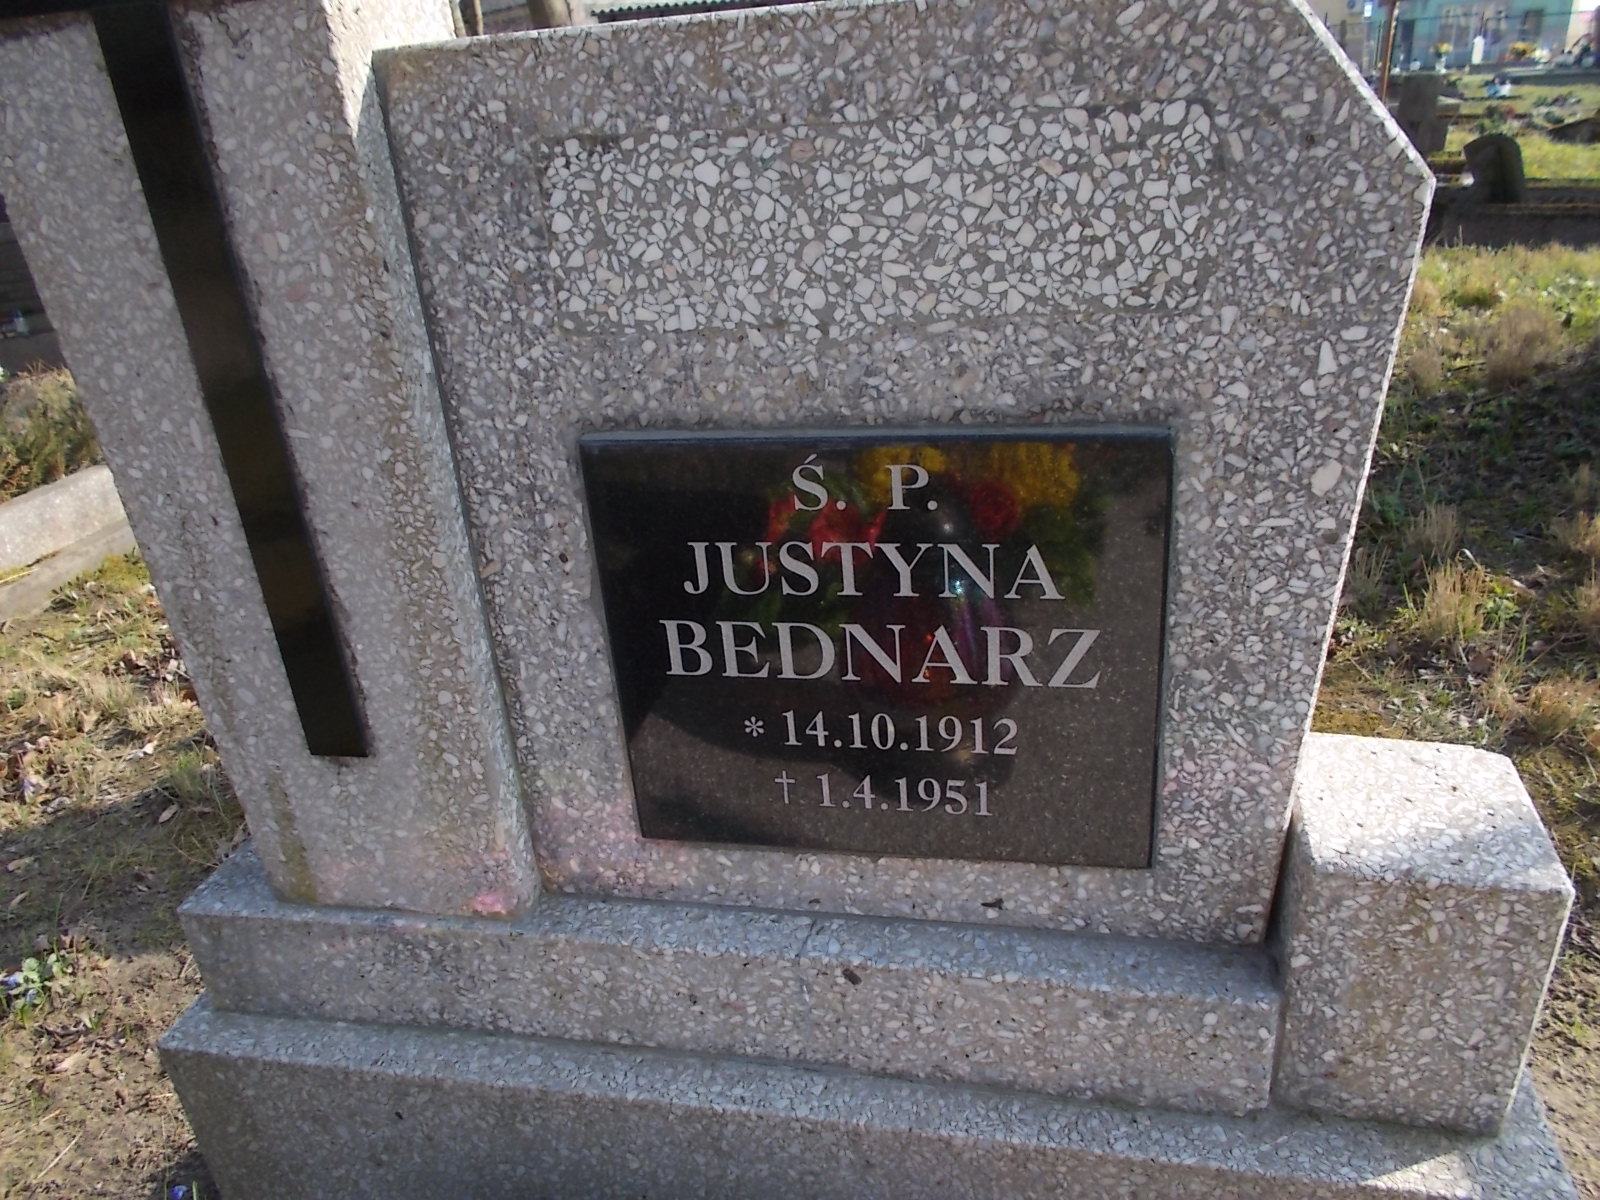 Ś. P.
JUSTYNA
BEDNARZ
* 14.10.1912
† 1.4.1951